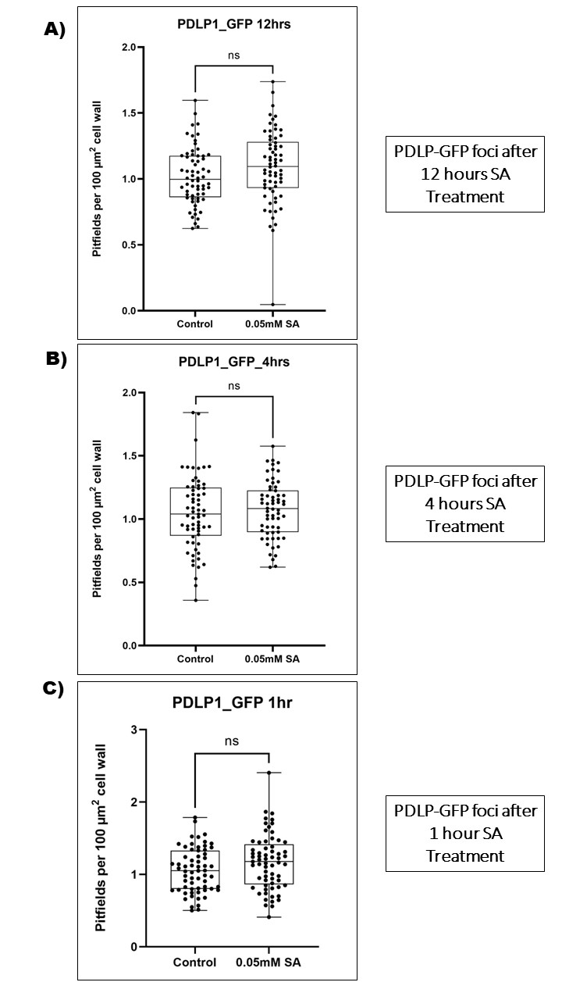 A)
PDLP1_GFP 12hrs
ns
Pitfields per 100 µm² cell wall
2.0
1.5
1.0
0.5
0.0
Control
0.05mM SA
PDLP-GFP foci after
12 hours SA
Treatment
B)
PDLP1_GFP_4hrs
ns
Pitfields per 100 µm² cell wall
2.0
1.5
1.0
0.5
0.0
Control
0.05mM SA
PDLP-GFP foci after
4 hours SA
Treatment
C)
PDLP1_GFP 1hr
ns
Pitfields per 100 µm² cell wall
3
2
1
0
Control
0.05mM SA
PDLP-GFP foci after
1 hour SA
Treatment